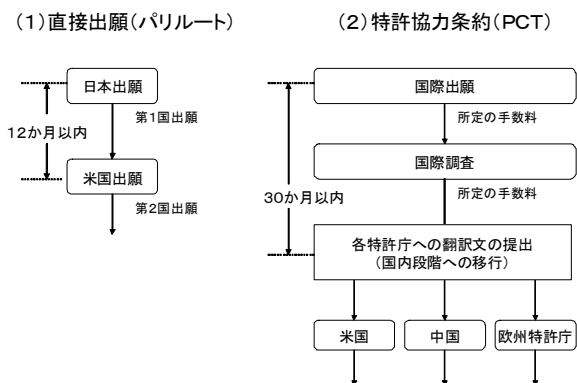 (1)直接出願(パリルート)
日本出願
第1国出願
12か月以内
米国出願
第2国出願
(2)特許協力条約(PCT)
国際出願
所定の手数料
国際調査
所定の手数料
30か月以内
各特許庁への翻訳文の提出
(国内段階への移行)
米国
中国
欧州特許庁